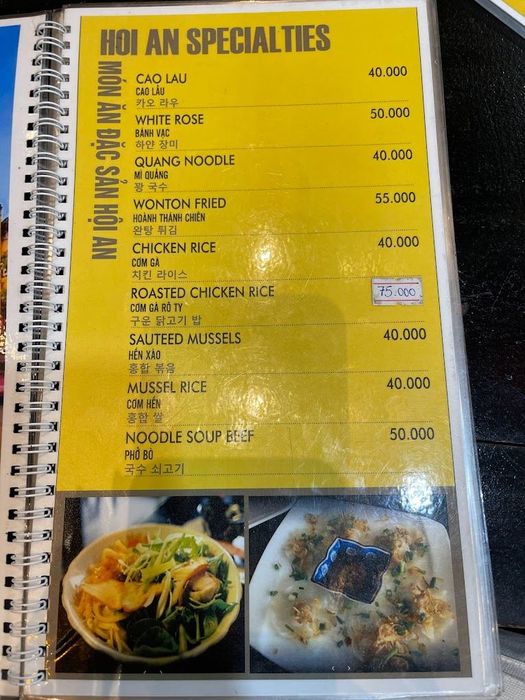 HOI AN SPECIALTIES
MÓN ĂN ĐẶC SẢN HỘI AN
CAO LAU 40.000
CAO LẦU
카오 라우
WHITE ROSE 50.000
BÁNH VẠC
하얀 장미
QUANG NOODLE 40.000
MÌ QUẢNG
꽝 국수
WONTON FRIED 55.000
HOÀNH THÁNH CHIÊN
완탕 튀김
CHICKEN RICE 40.000
CƠM GÀ
치킨 라이스
ROASTED CHICKEN RICE 75.000
CƠM GÀ RÔ TY
구운 닭고기 밥
SAUTEED MUSSELS 40.000
HẾN XÀO
홍합 볶음
MUSSEL RICE 40.000
CƠM HẾN
홍합 쌀
NOODLE SOUP BEEF 50.000
PHỞ BÒ
국수 쇠고기